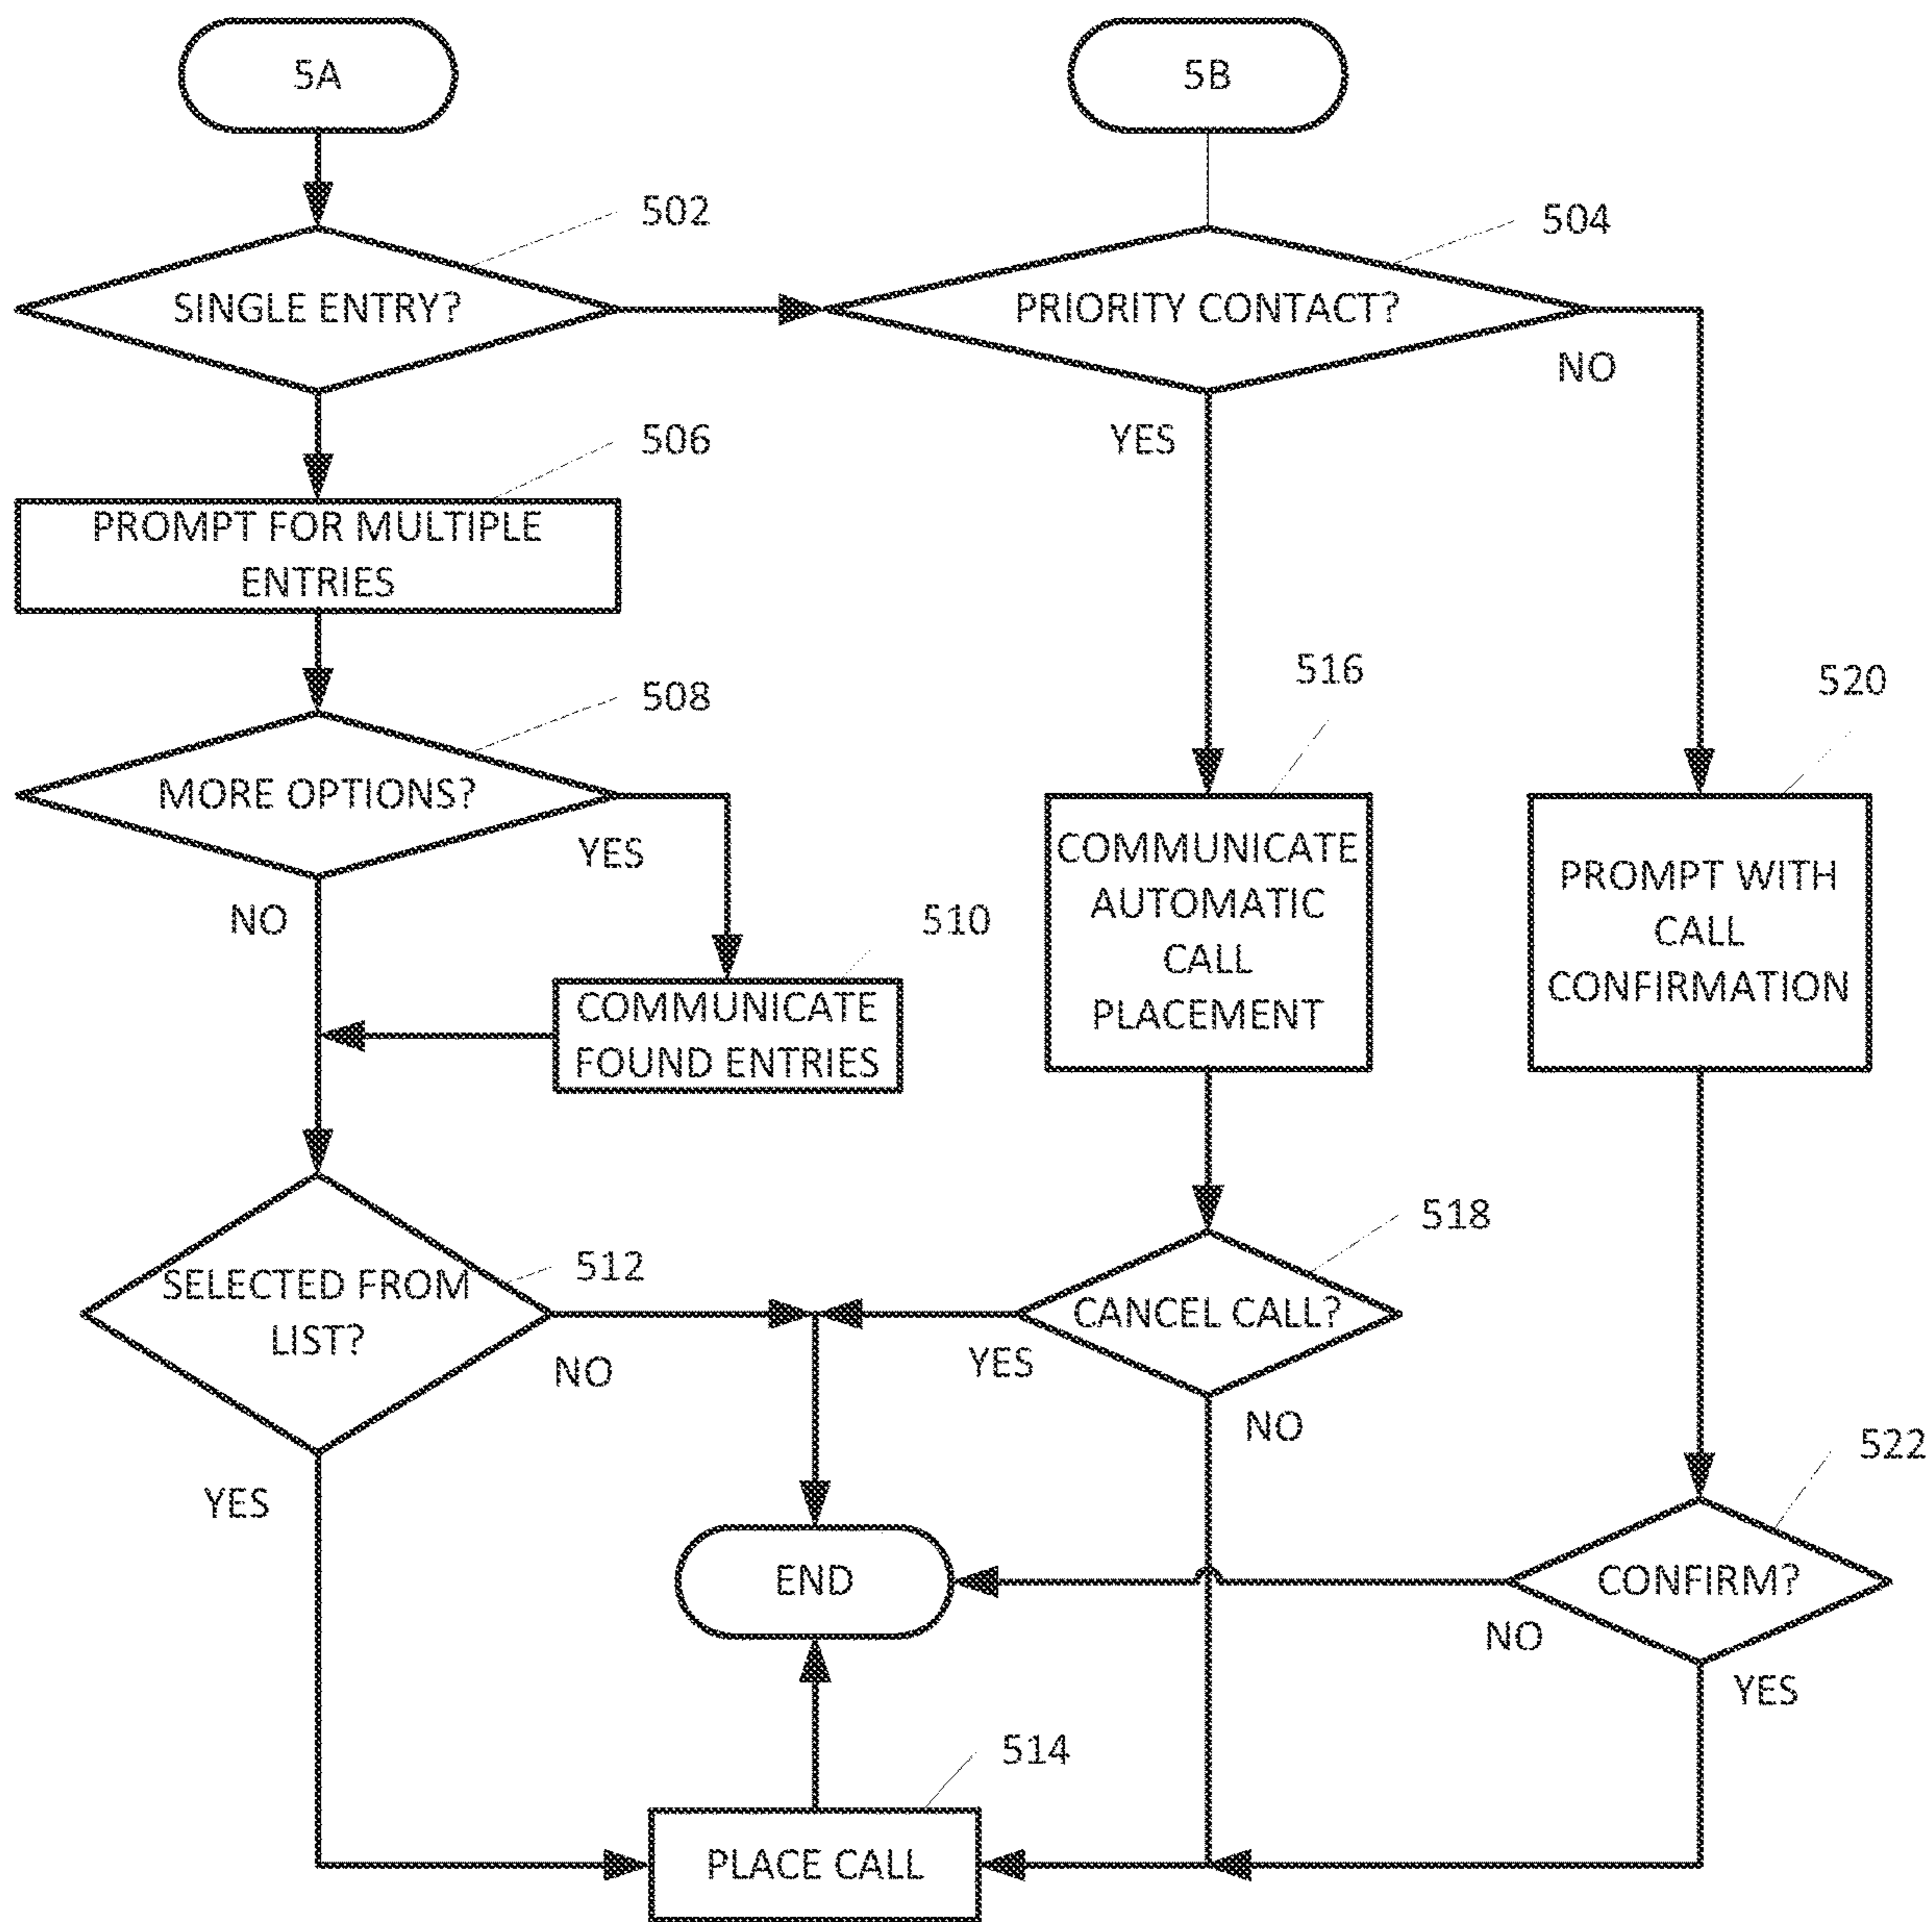 5A
5B
502
504
SINGLE ENTRY?
PRIORITY CONTACT?
NO
YES
506
PROMPT FOR MULTIPLE
ENTRIES
508
516
520
MORE OPTIONS?
YES
NO
COMMUNICATE
AUTOMATIC
CALL
PLACEMENT
PROMPT WITH
CALL
CONFIRMATION
510
COMMUNICATE
FOUND ENTRIES
518
512
SELECTED FROM
LIST?
CANCEL CALL?
NO
YES
NO
522
YES
END
CONFIRM?
NO
YES
514
PLACE CALL